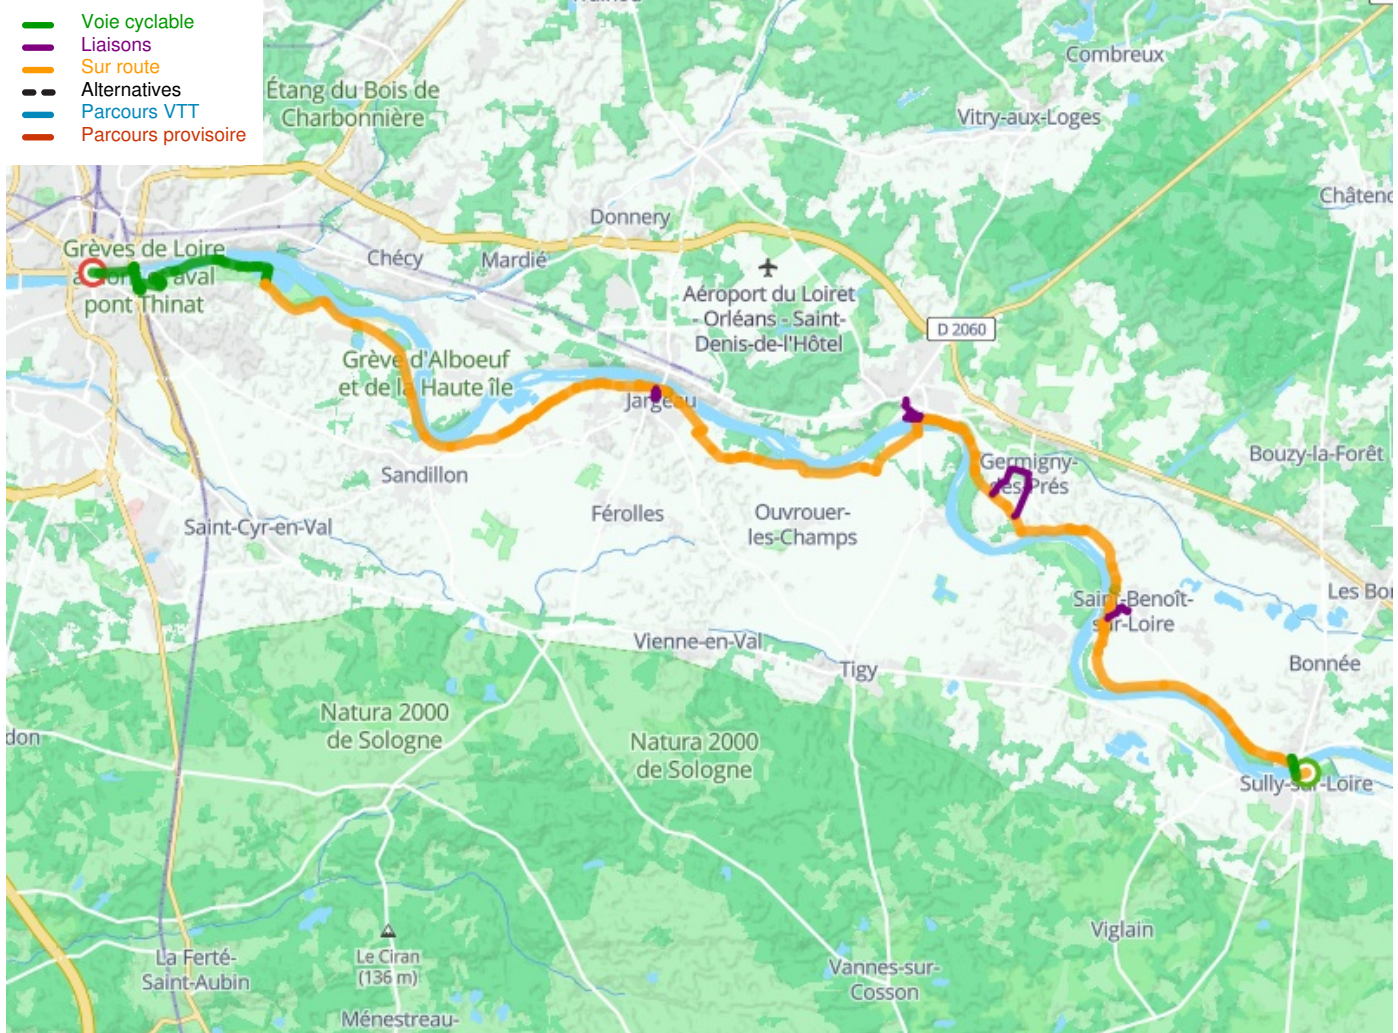 Voie cyclable
Liaisons
Sur route
Alternatives
Parcours VTT
Parcours provisoire
Étang du Bois de
Charbonnière
Combreux
Vitry-aux-Loges
Donnery
Grèves de Loire
aval
pont Thinat
Chécy
Mardié
Aéroport du Loiret
- Orléans - Saint-
Denis-de-l'Hôtel
D 2060
Grève d'Alboeuf
et de la Haute île
Jargeau
Sandillon
Germigny-
des-Prés
Bouzy-la-Forêt
Saint-Cyr-en-Val
Férolles
Ouvrouer-
les-Champs
Saint-Benoît-
sur-Loire
Vienne-en-Val
Tigy
Bonnée
Natura 2000
de Sologne
Natura 2000
de Sologne
Sully-sur-Loire
Viglain
La Ferté-
Saint-Aubin
Le Ciran
(136 m)
Vannes-sur-
Cosson
Ménestreau-